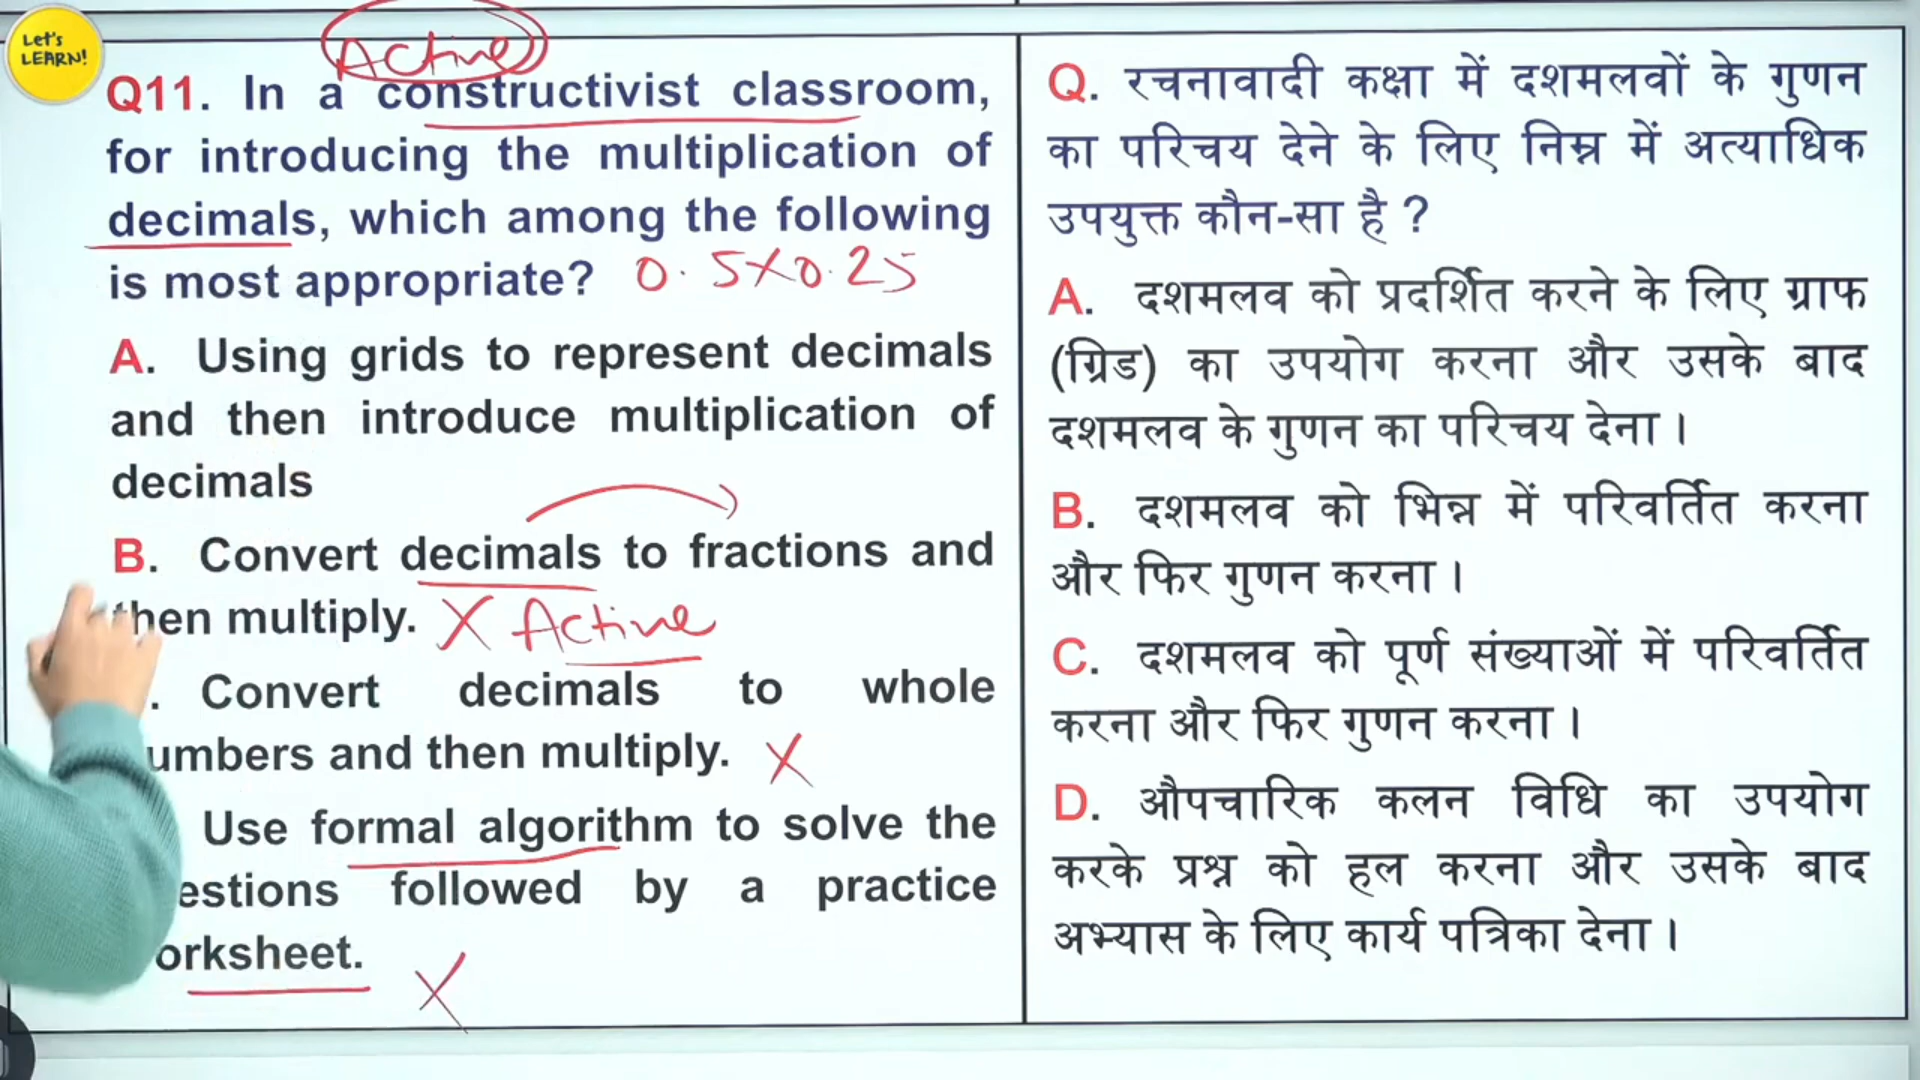 Let's
LEARN!
Active
Q11. In a constructivist classroom,
for introducing the multiplication of
decimals, which among the following
is most appropriate? 0.5×0.25
A. Using grids to represent decimals
and then introduce multiplication of
decimals
B. Convert decimals to fractions and
then multiply. X Active
. Convert decimals to whole
umbers and then multiply. X
Use formal algorithm to solve the
estions followed by a practice
orksheet. X
Q. रचनावादी कक्षा में दशमलवों के गुणन
का परिचय देने के लिए निम्न में अत्याधिक
उपयुक्त कौन-सा है ?
A. दशमलव को प्रदर्शित करने के लिए ग्राफ
(ग्रिड) का उपयोग करना और उसके बाद
दशमलव के गुणन का परिचय देना ।
B. दशमलव को भिन्न में परिवर्तित करना
और फिर गुणन करना ।
C. दशमलव को पूर्ण संख्याओं में परिवर्तित
करना और फिर गुणन करना ।
D. औपचारिक कलन विधि का उपयोग
करके प्रश्न को हल करना और उसके बाद
अभ्यास के लिए कार्य पत्रिका देना ।